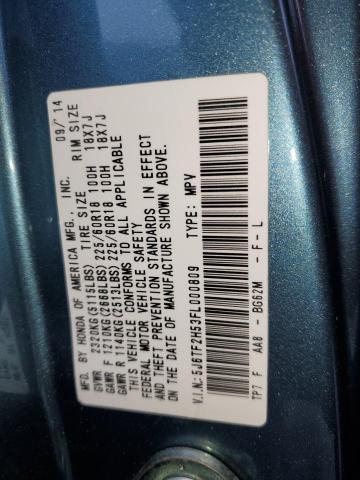 MFD. BY HONDA OF AMERICA MFG., INC. 09/'14
TIRE SIZE RIM SIZE
GVWR 2320KG(5115LBS)
GAWR F 1210KG(2668LBS) 225/60R18 100H 18X7J
GAWR R 1140KG(2513LBS) 225/60R18 100H 18X7J
THIS VEHICLE CONFORMS TO ALL APPLICABLE
FEDERAL MOTOR VEHICLE SAFETY
AND THEFT PREVENTION STANDARDS IN EFFECT
ON THE DATE OF MANUFACTURE SHOWN ABOVE.
V.I.N:5J6TF2H53FL000809 TYPE: MPV
TP7 F AA8 - BG62M - F - L